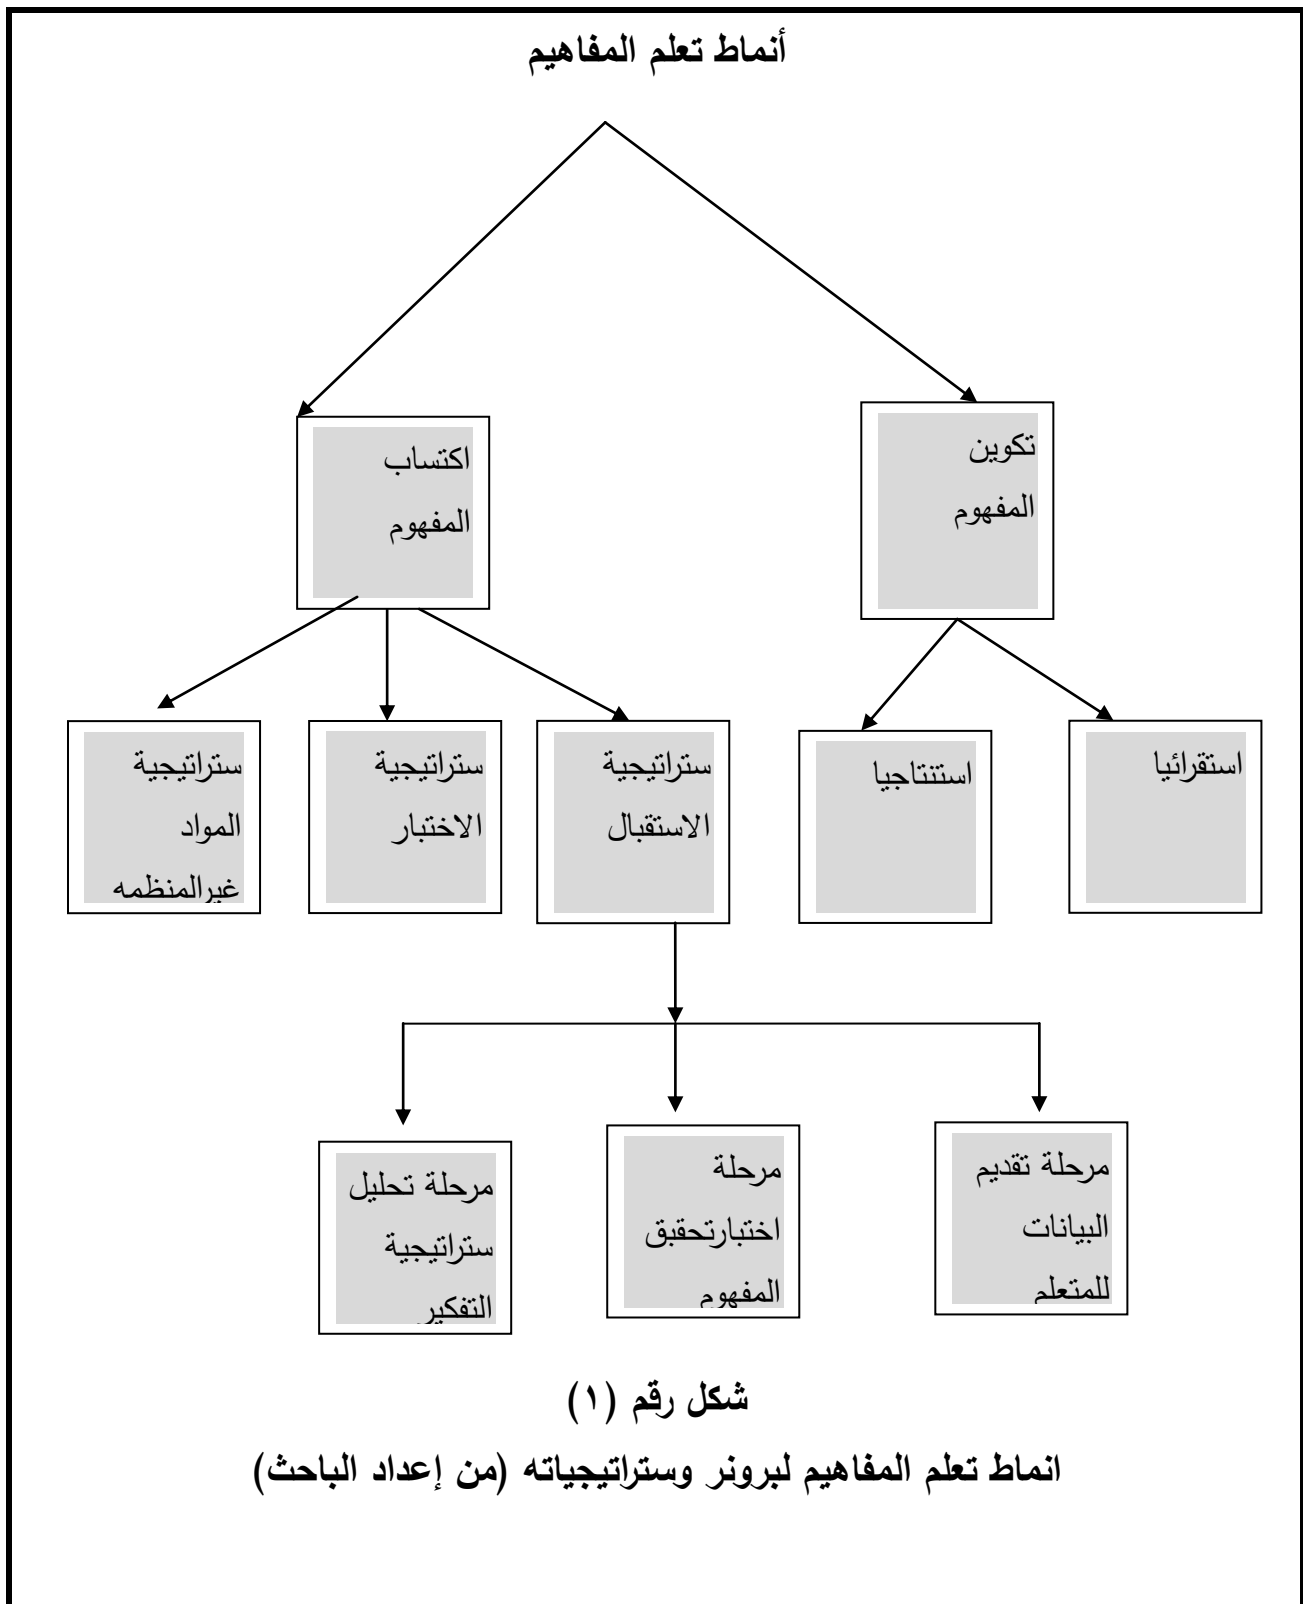 أنماط تعلم المفاهيم
تكوين
المفهوم
اكتساب
المفهوم
استقرائيا
استنتاجيا
ستراتيجية
الاستقبال
ستراتيجية
الاختبار
ستراتيجية
المواد
غيرالمنظمه
مرحلة تقديم
البيانات
للمتعلم
مرحلة
اختبارتحقبق
المفهوم
مرحلة تحليل
ستراتيجية
التفكير
شكل رقم (١)
انماط تعلم المفاهيم لبرونر وستراتيجياته (من إعداد الباحث)